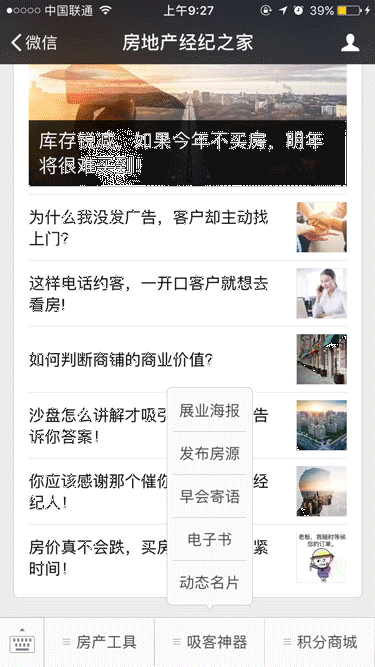 中国联通
上午9:27
39%
微信
房地产经纪之家
库存锐减，如果今年不买房，明年
将很难买到！
为什么我没发广告，客户却主动找
上门？
这样电话约客，一开口客户就想去
看房！
如何判断商铺的商业价值？
沙盘怎么讲解才吸引
告
诉你答案！
你应该感谢那个催你
经
纪人！
房价真不会跌，买房
紧
时间！
老板，我随时等候
您的订单。
展业海报
发布房源
早会寄语
电子书
动态名片
房产工具
吸客神器
积分商城